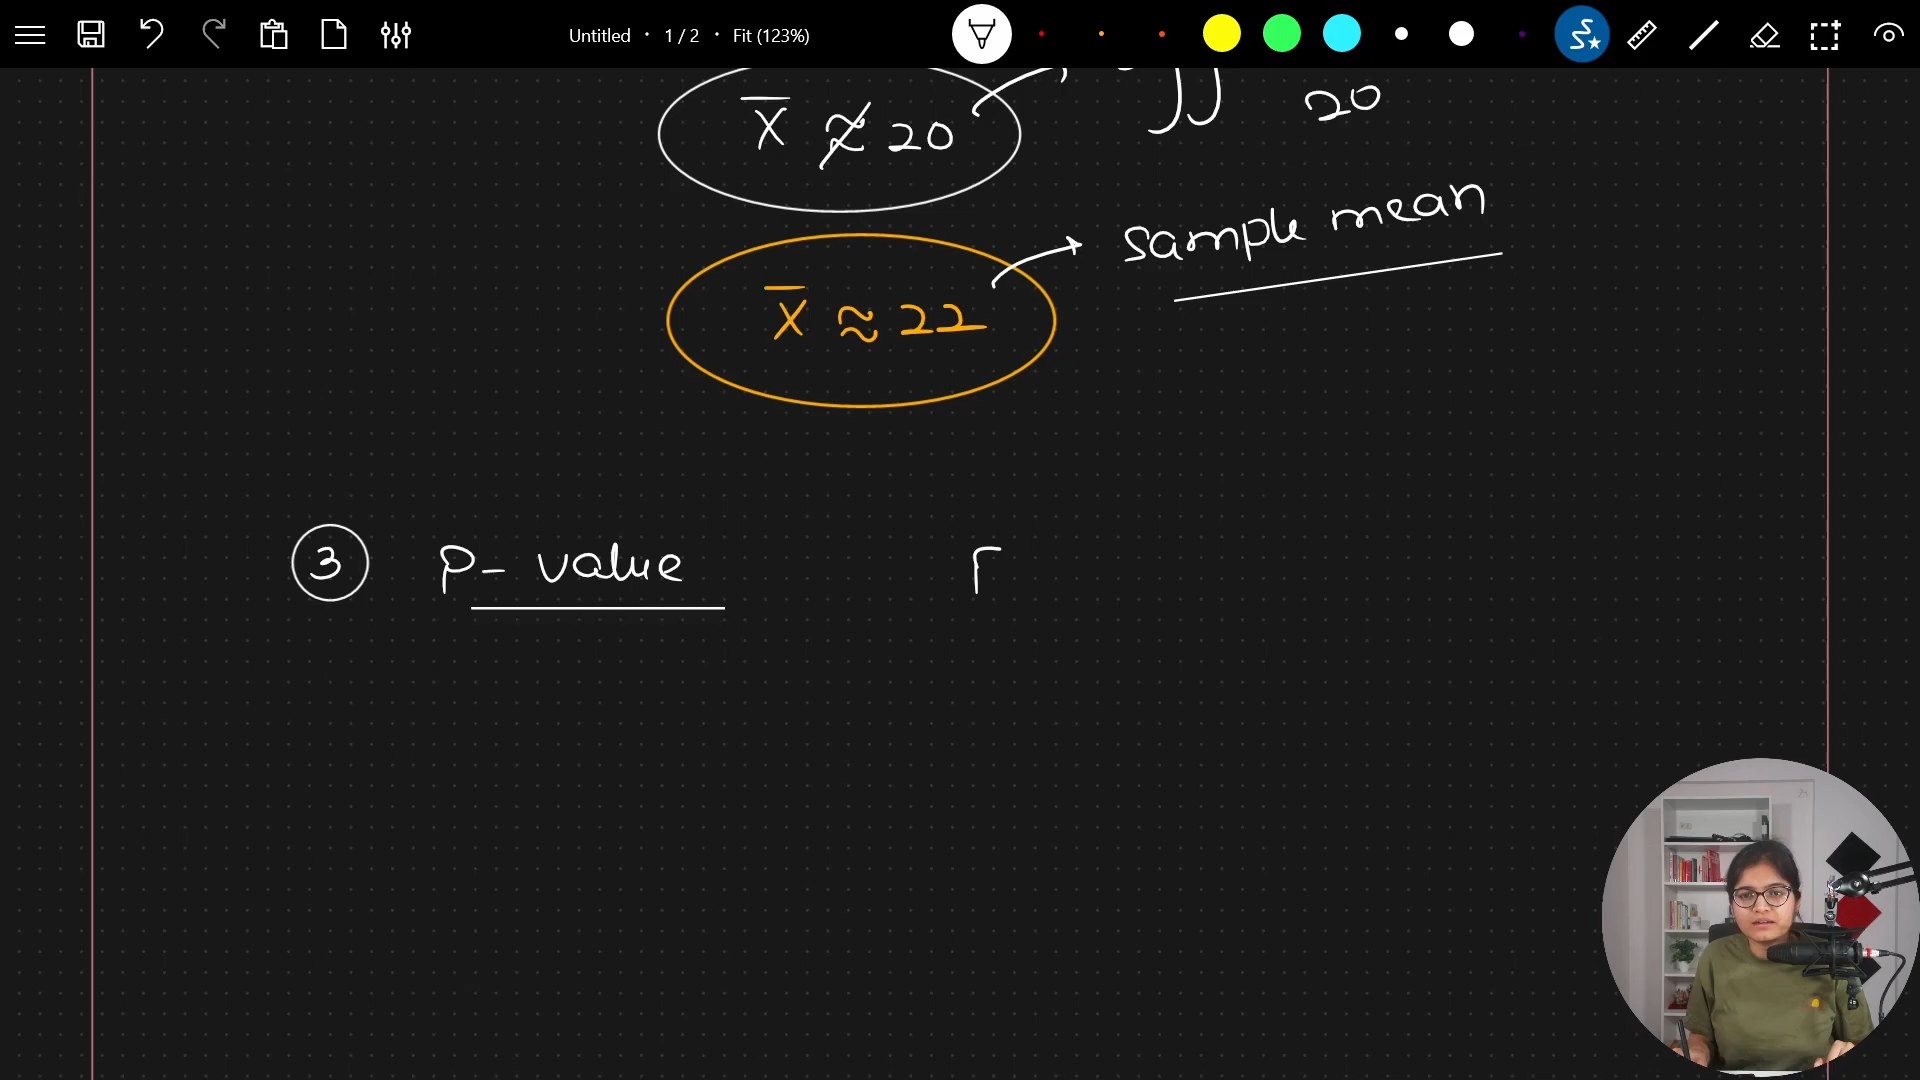 Untitled • 1 / 2 • Fit (123%)
X̅ ≉ 20
20
sample mean
X̅ ≈ 22
3 P- value